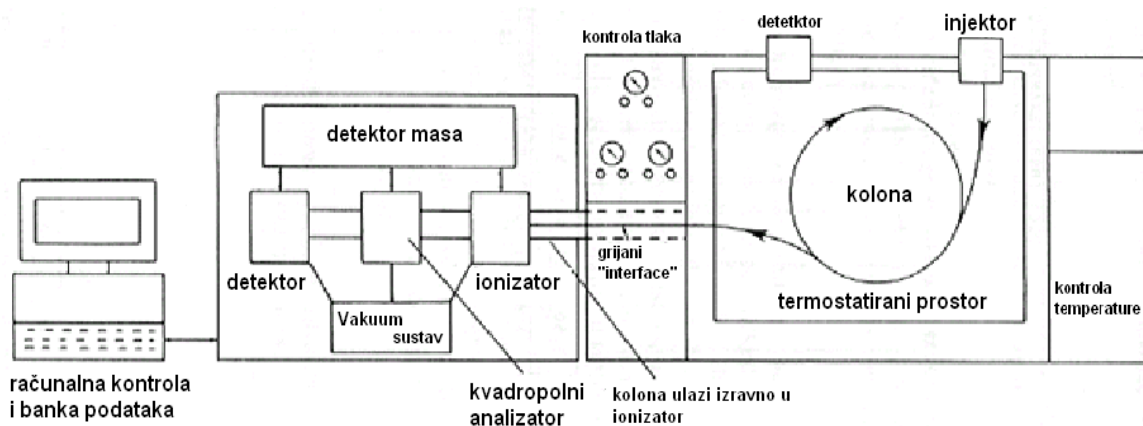 detetktor
injektor
kontrola tlaka
detektor masa
kolona
detektor
ionizator
grijani
"interface"
termostatirani prostor
kontrola
temperature
Vakuum
sustav
računalna kontrola
i banka podataka
kvadropolni
analizator
kolona ulazi izravno u
ionizator